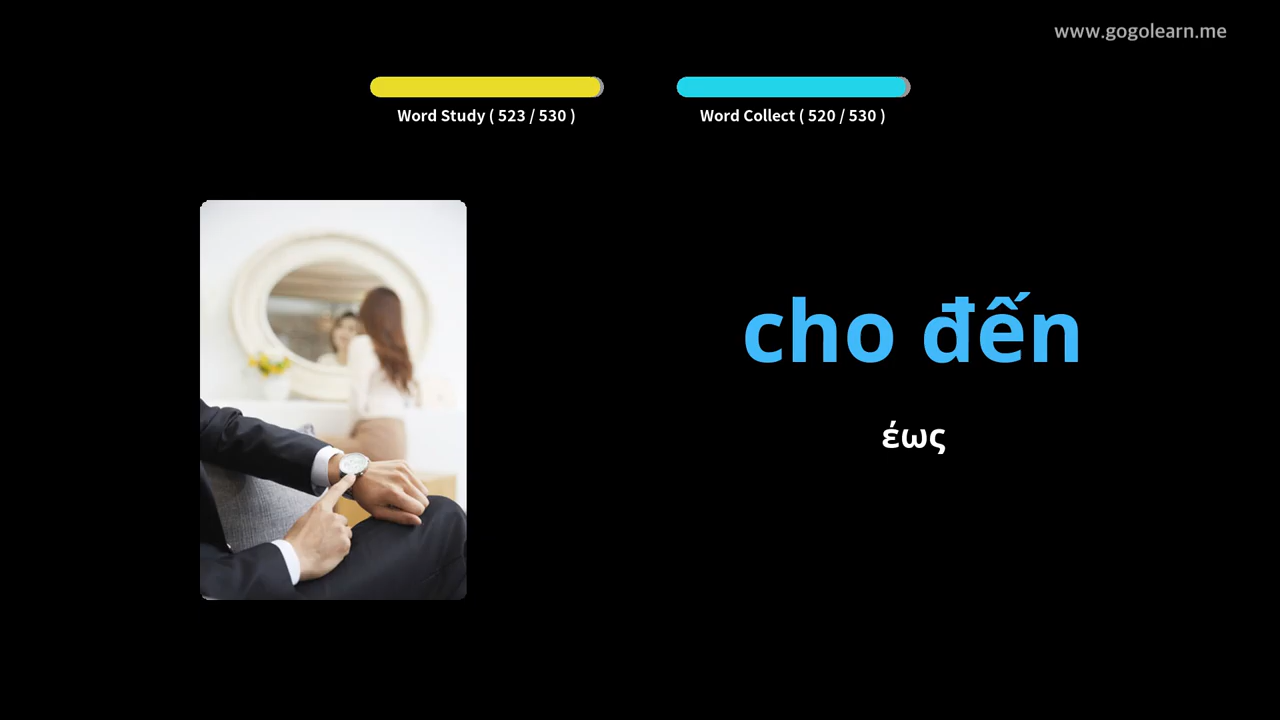 www.gogolearn.me
Word Study ( 523 / 530 )
Word Collect ( 520 / 530 )
cho đến
έως